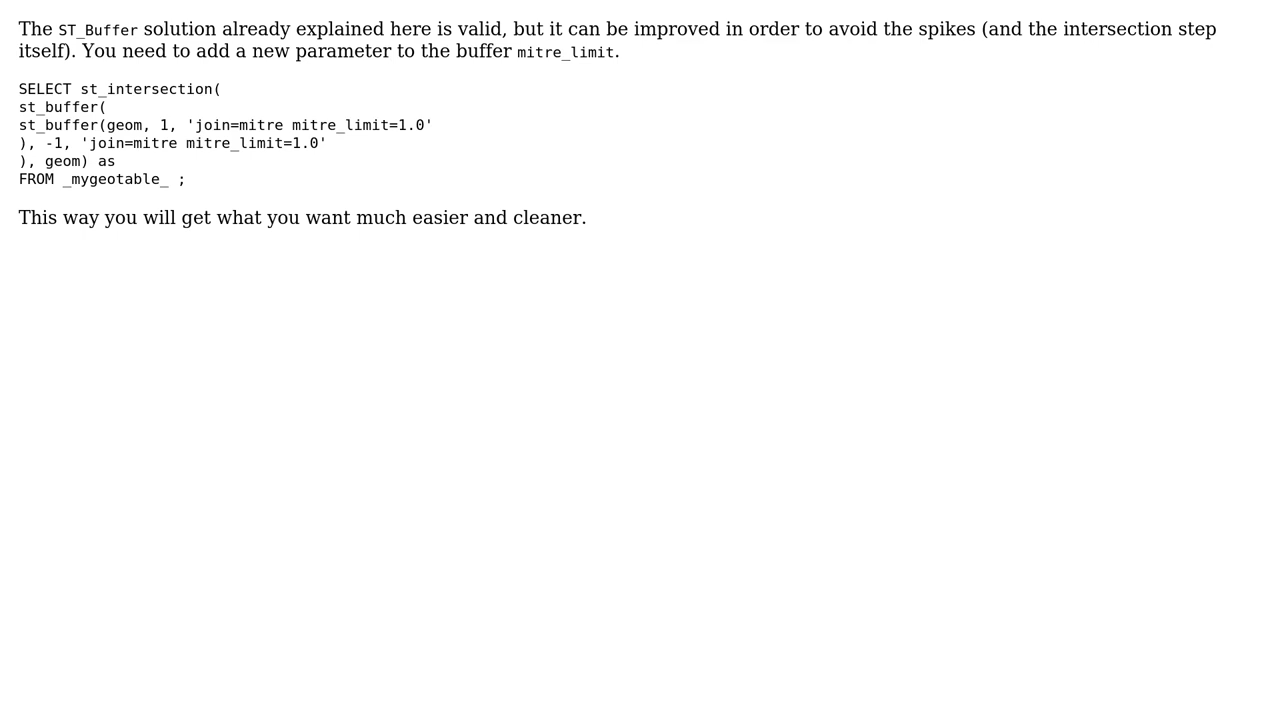 The ST_Buffer solution already explained here is valid, but it can be improved in order to avoid the spikes (and the intersection step
itself). You need to add a new parameter to the buffer mitre_limit.
SELECT st_intersection(
st_buffer(
st_buffer(geom, 1, 'join=mitre mitre_limit=1.0'
), -1, 'join=mitre mitre_limit=1.0'
), geom) as
FROM _mygeotable_ ;
This way you will get what you want much easier and cleaner.